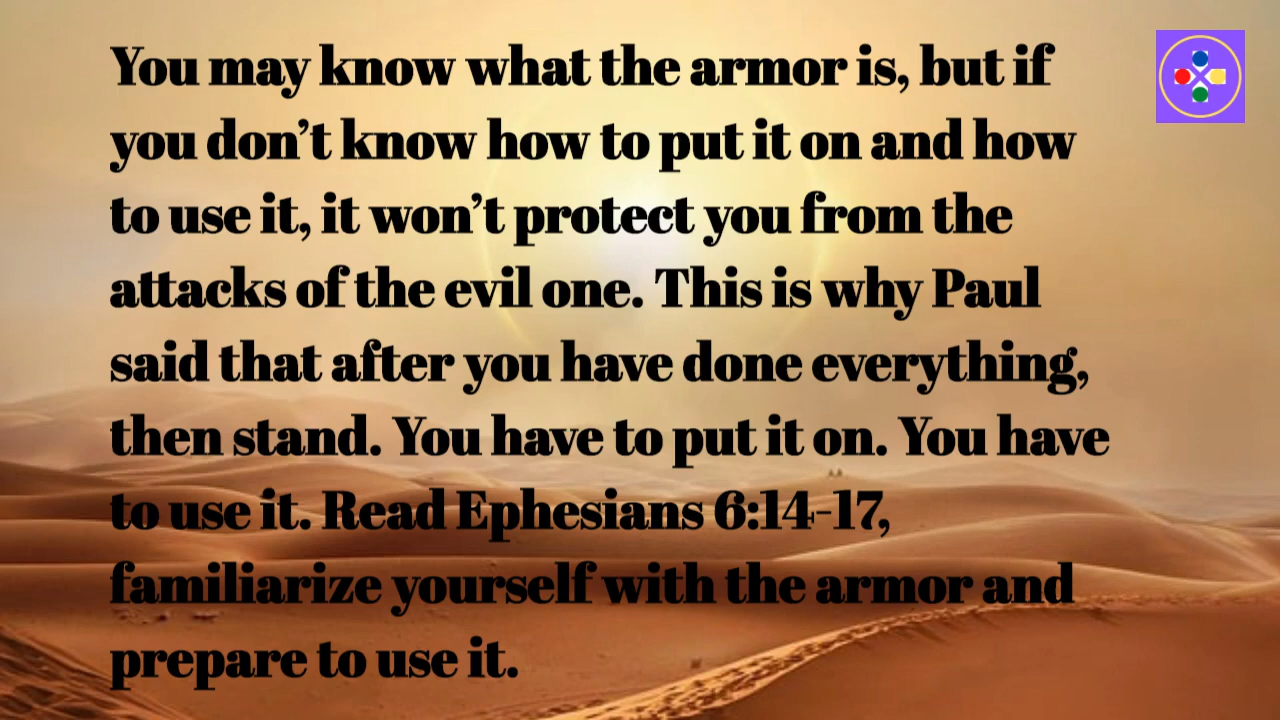 You may know what the armor is, but if
you don’t know how to put it on and how
to use it, it won’t protect you from the
attacks of the evil one. This is why Paul
said that after you have done everything,
then stand. You have to put it on. You have
to use it. Read Ephesians 6:14-17,
familiarize yourself with the armor and
prepare to use it.